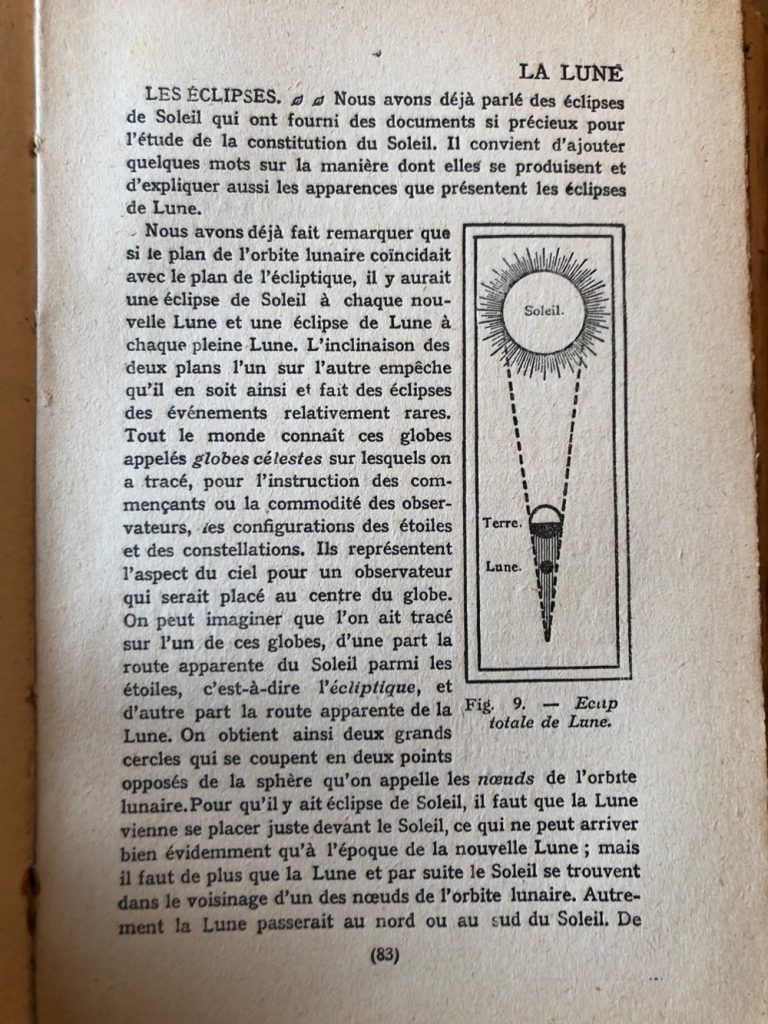 LA LUNE
LES ÉCLIPSES. Nous avons déjà parlé des éclipses
de Soleil qui ont fourni des documents si précieux pour
l'étude de la constitution du Soleil. Il convient d'ajouter
quelques mots sur la manière dont elles se produisent et
d'expliquer aussi les apparences que présentent les éclipses
de Lune.
Nous avons déjà fait remarquer que
si le plan de l'orbite lunaire coïncidait
avec le plan de l'écliptique, il y aurait
une éclipse de Soleil à chaque nou-
velle Lune et une éclipse de Lune à
chaque pleine Lune. L'inclinaison des
deux plans l'un sur l'autre empêche
qu'il en soit ainsi et fait des éclipses
des événements relativement rares.
Tout le monde connaît ces globes
appelés globes célestes sur lesquels on
a tracé, pour l'instruction des com-
mençants ou la commodité des obser-
vateurs, les configurations des étoiles
et des constellations. Ils représentent
l'aspect du ciel pour un observateur
qui serait placé au centre du globe.
On peut imaginer que l'on ait tracé
sur l'un de ces globes, d'une part la
route apparente du Soleil parmi les
étoiles, c'est-à-dire l'écliptique, et
d'autre part la route apparente de la
Lune. On obtient ainsi deux grands
cercles qui se coupent en deux points
Soleil.
Terre.
Lune.
Fig. 9. —
totale de Lune.
opposés de la sphère qu'on appelle les nœuds de l'orbite
lunaire. Pour qu'il y ait éclipse de Soleil, il faut que la Lune
vienne se placer juste devant le Soleil, ce qui ne peut arriver
bien évidemment qu'à l'époque de la nouvelle Lune ; mais
il faut de plus que la Lune et par suite le Soleil se trouvent
dans le voisinage d'un des nœuds de l'orbite lunaire. Autre-
ment la Lune passerait au nord ou au sud du Soleil. De
(83)